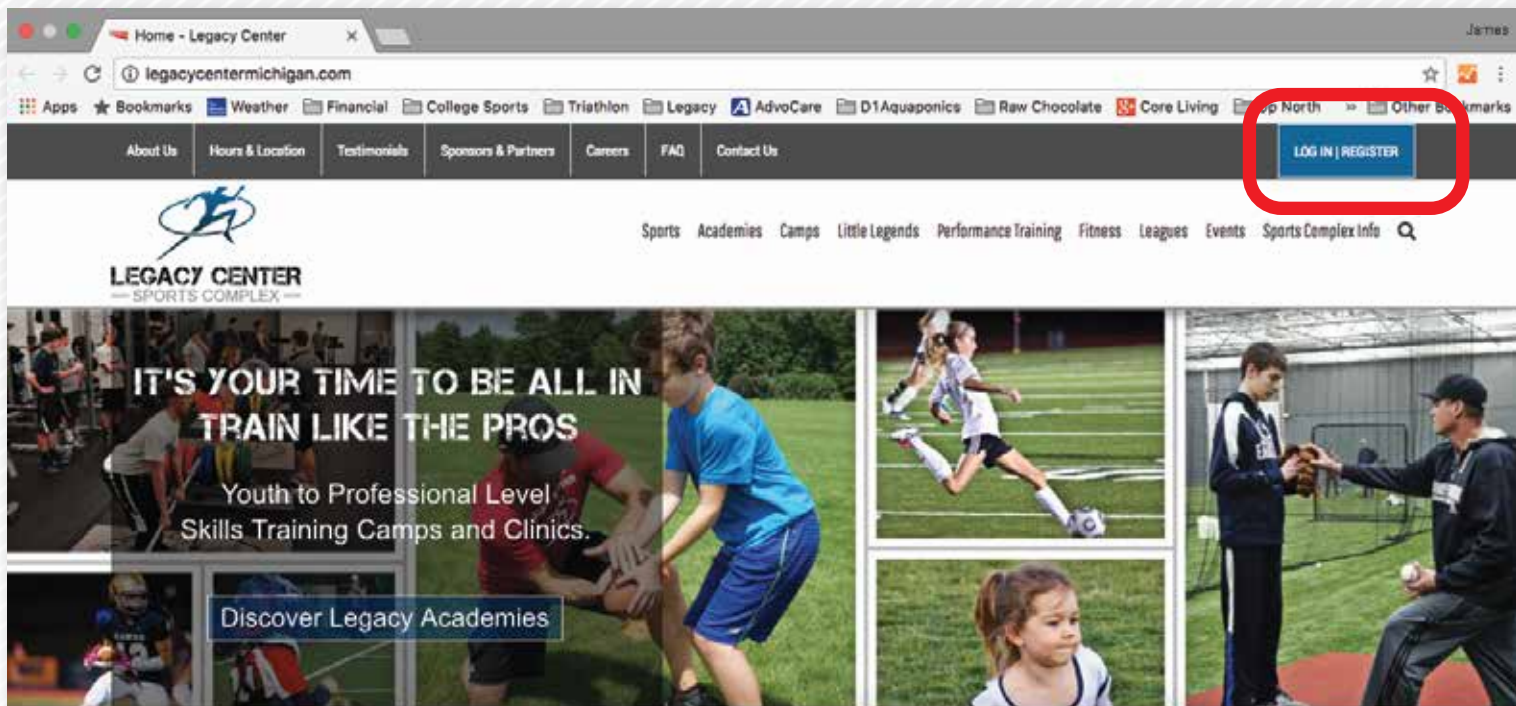 Home - Legacy Center
James
legacycentermichigan.com
Apps Bookmarks Weather Financial College Sports Triathlon Legacy AdvoCare D1Aquaponics Raw Chocolate Core Living North » Other Bookmarks
About Us Hours & Location Testimonials Sponsors & Partners Careers FAQ Contact Us LOG IN | REGISTER
Sports Academies Camps Little Legends Performance Training Fitness Leagues Events Sports Complex Info
LEGACY CENTER
— SPORTS COMPLEX —
IT'S YOUR TIME TO BE ALL IN
TRAIN LIKE THE PROS
Youth to Professional Level
Skills Training Camps and Clinics.
Discover Legacy Academies